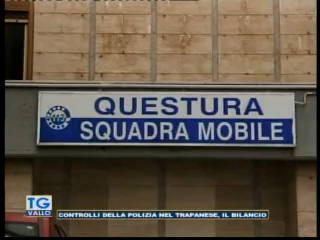 QUESTURA
SQUADRA MOBILE
TG
VALLO
CONTROLLI DELLA POLIZIA NEL TRAPANESE, IL BILANCIO